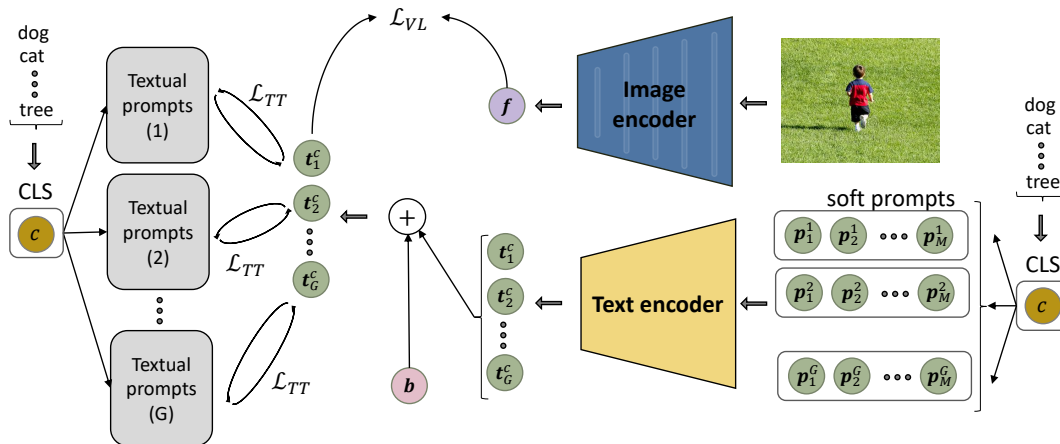 dog
cat
tree
CLS
c
Textual
prompts
(1)
Textual
prompts
(2)
Textual
prompts
(G)
ℒ_TT
ℒ_TT
ℒ_TT
t_1^c
t_2^c
t_G^c
ℒ_VL
f
Image
encoder
+
b
t_1^c
t_2^c
t_G^c
Text encoder
soft prompts
p_1^1 p_2^1 p_M^1
p_1^2 p_2^2 p_M^2
p_1^G p_2^G p_M^G
dog
cat
tree
CLS
c